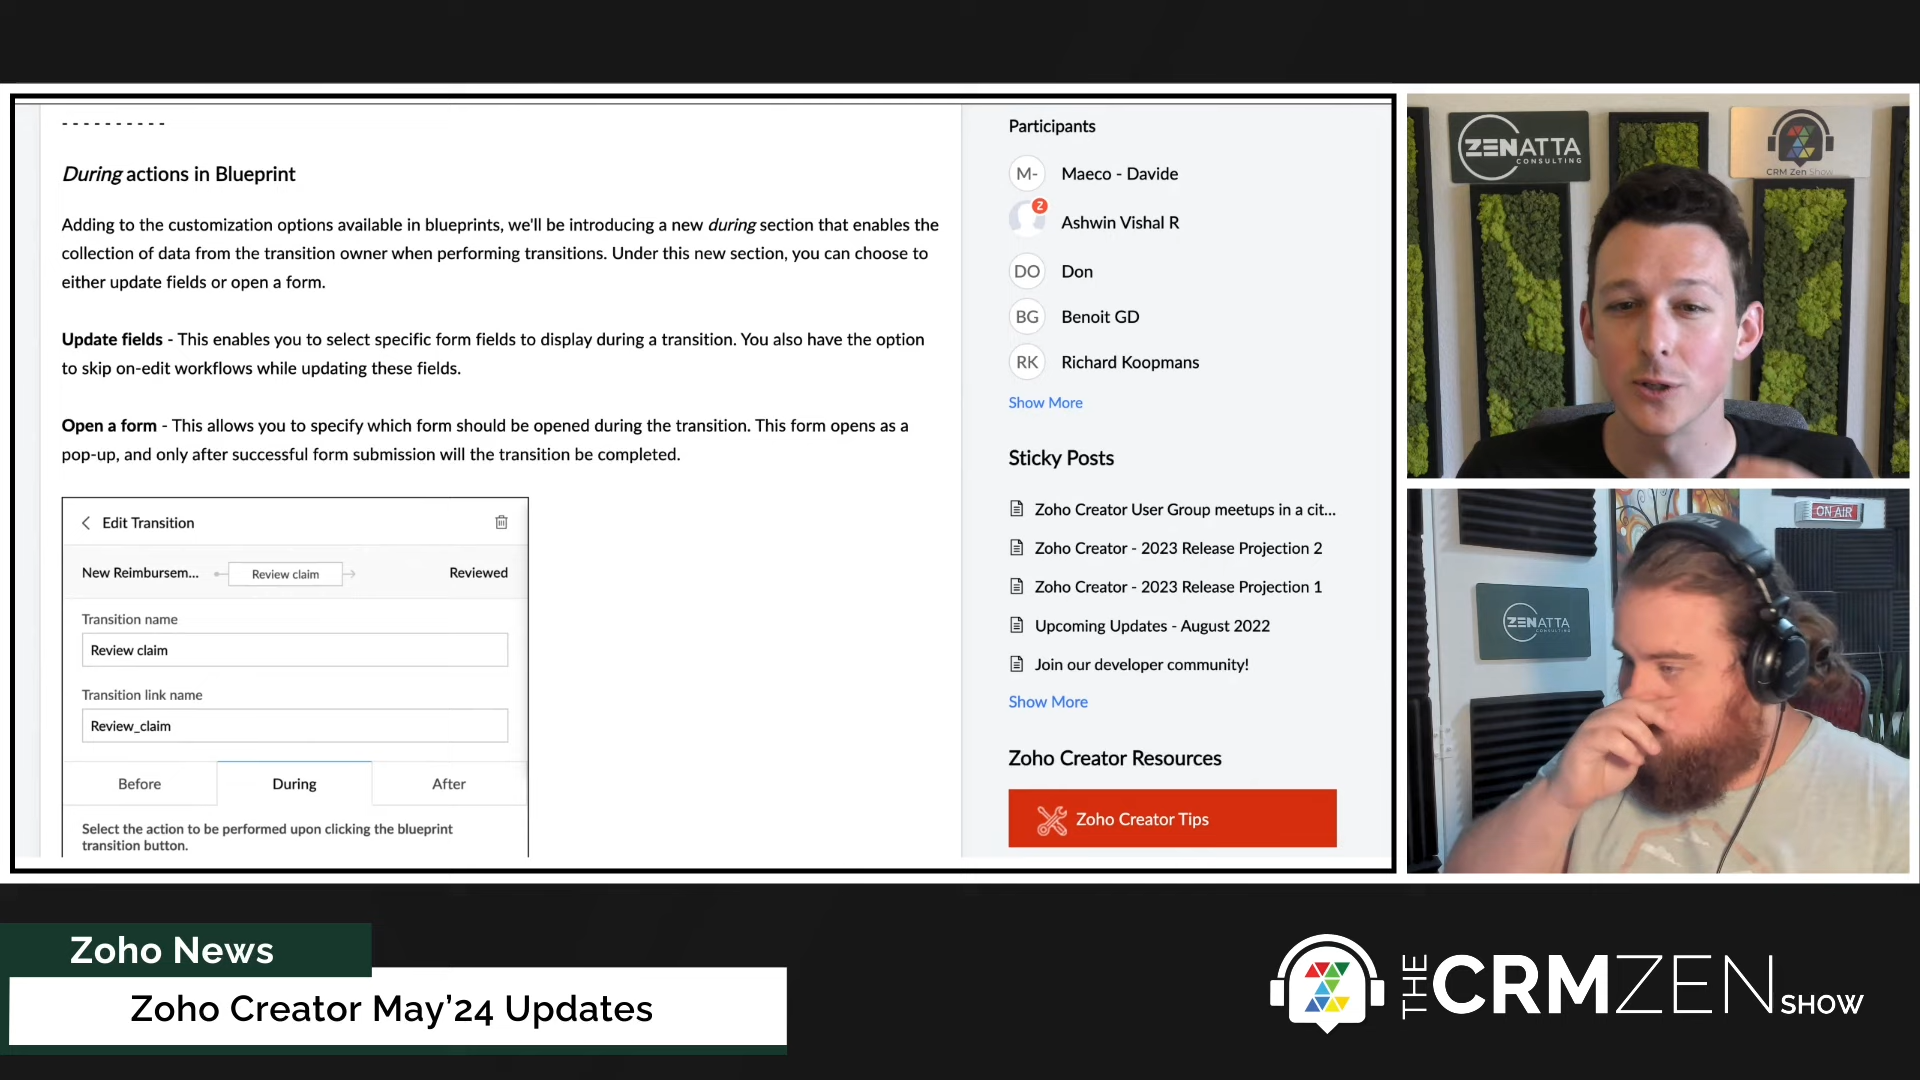 - - - - - - - - - -
During actions in Blueprint
Adding to the customization options available in blueprints, we'll be introducing a new during section that enables the
collection of data from the transition owner when performing transitions. Under this new section, you can choose to
either update fields or open a form.
Update fields - This enables you to select specific form fields to display during a transition. You also have the option
to skip on-edit workflows while updating these fields.
Open a form - This allows you to specify which form should be opened during the transition. This form opens as a
pop-up, and only after successful form submission will the transition be completed.
Edit Transition
New Reimbursem... Review claim Reviewed
Transition name
Review claim
Transition link name
Review_claim
Before During After
Select the action to be performed upon clicking the blueprint
transition button.
Participants
M- Maeco - Davide
Z
Ashwin Vishal R
DO Don
BG Benoit GD
RK Richard Koopmans
Show More
Sticky Posts
Zoho Creator User Group meetups in a cit...
Zoho Creator - 2023 Release Projection 2
Zoho Creator - 2023 Release Projection 1
Upcoming Updates - August 2022
Join our developer community!
Show More
Zoho Creator Resources
Zoho Creator Tips
ZENATTA
CONSULTING
CRM Zen Show
ON AIR
ZENATTA
CONSULTING
Zoho News
Zoho Creator May’24 Updates
THE CRMZEN SHOW